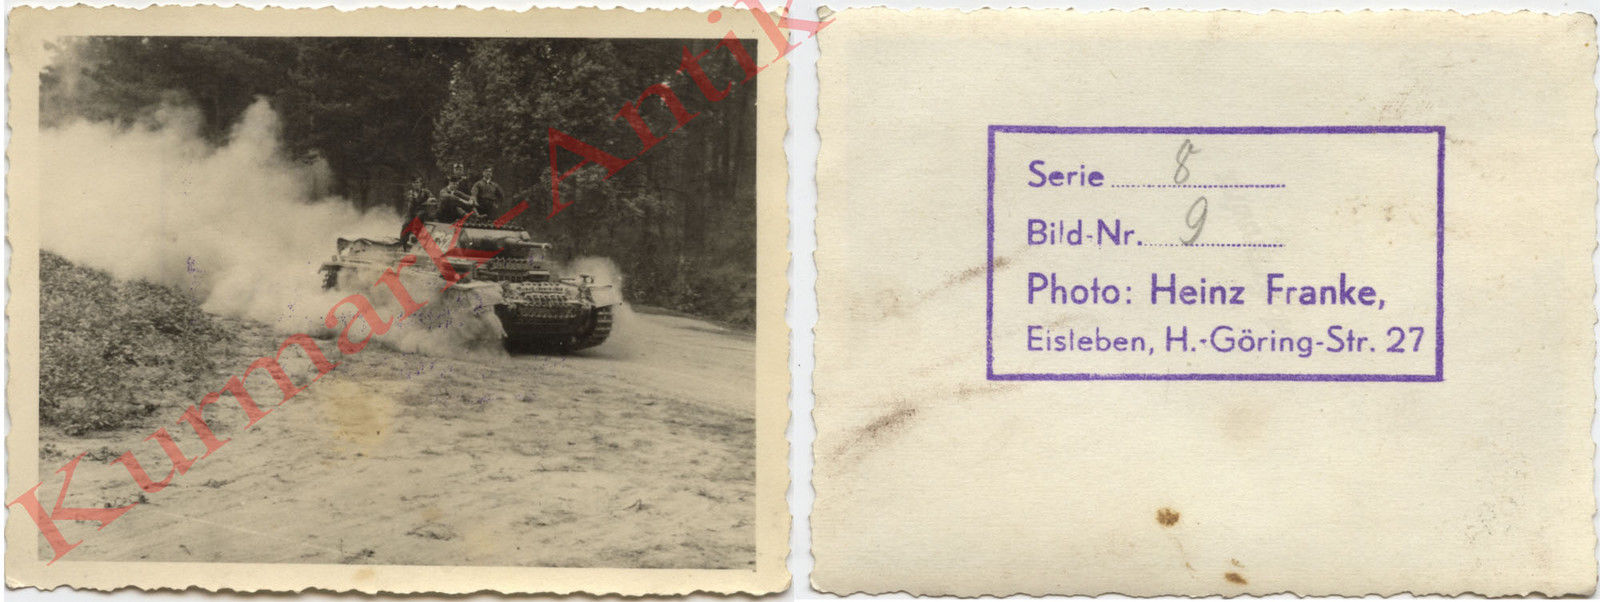 Kurmark-Antik
Serie 8
Bild-Nr. 9
Photo: Heinz Franke,
Eisleben, H.-Göring-Str. 27